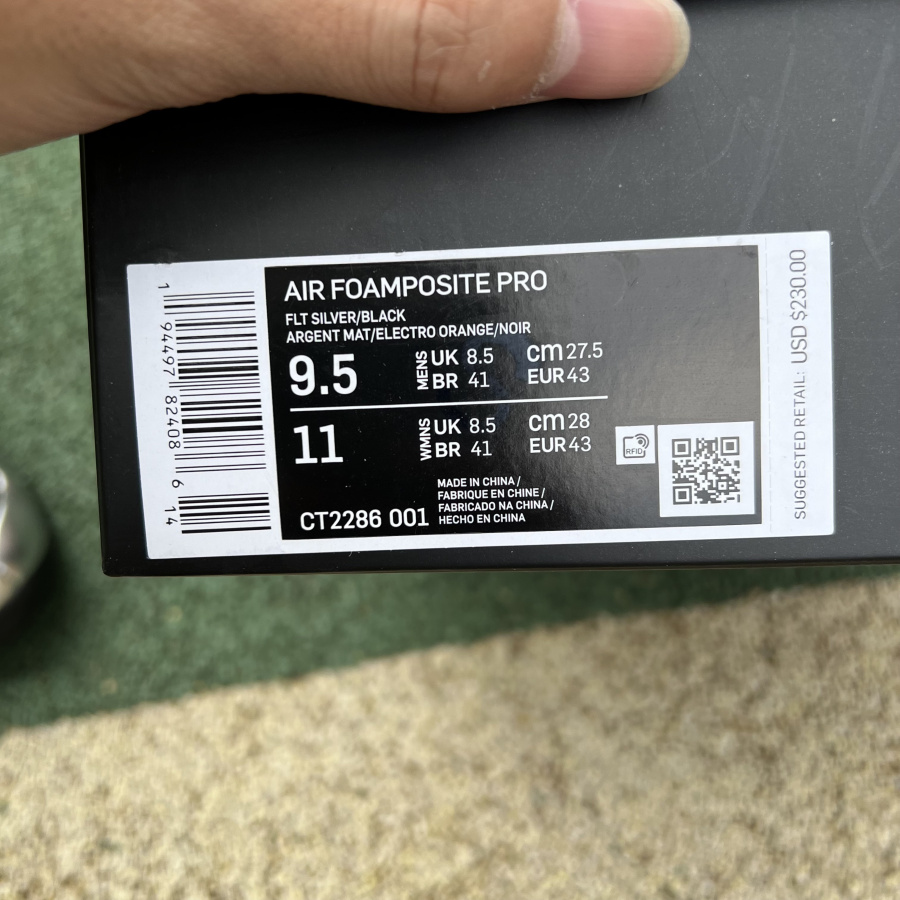 AIR FOAMPOSITE PRO
FLT SILVER/BLACK
ARGENT MAT/ELECTRO ORANGE/NOIR
9.5 MENS UK 8.5 cm 27.5
BR 41 EUR 43
11 WMNS UK 8.5 cm 28
BR 41 EUR 43
RFID
MADE IN CHINA /
FABRIQUE EN CHINE /
FABRICADO NA CHINA /
HECHO EN CHINA
CT2286 001
1 94497 82408 6 14
SUGGESTED RETAIL: USD $230.00